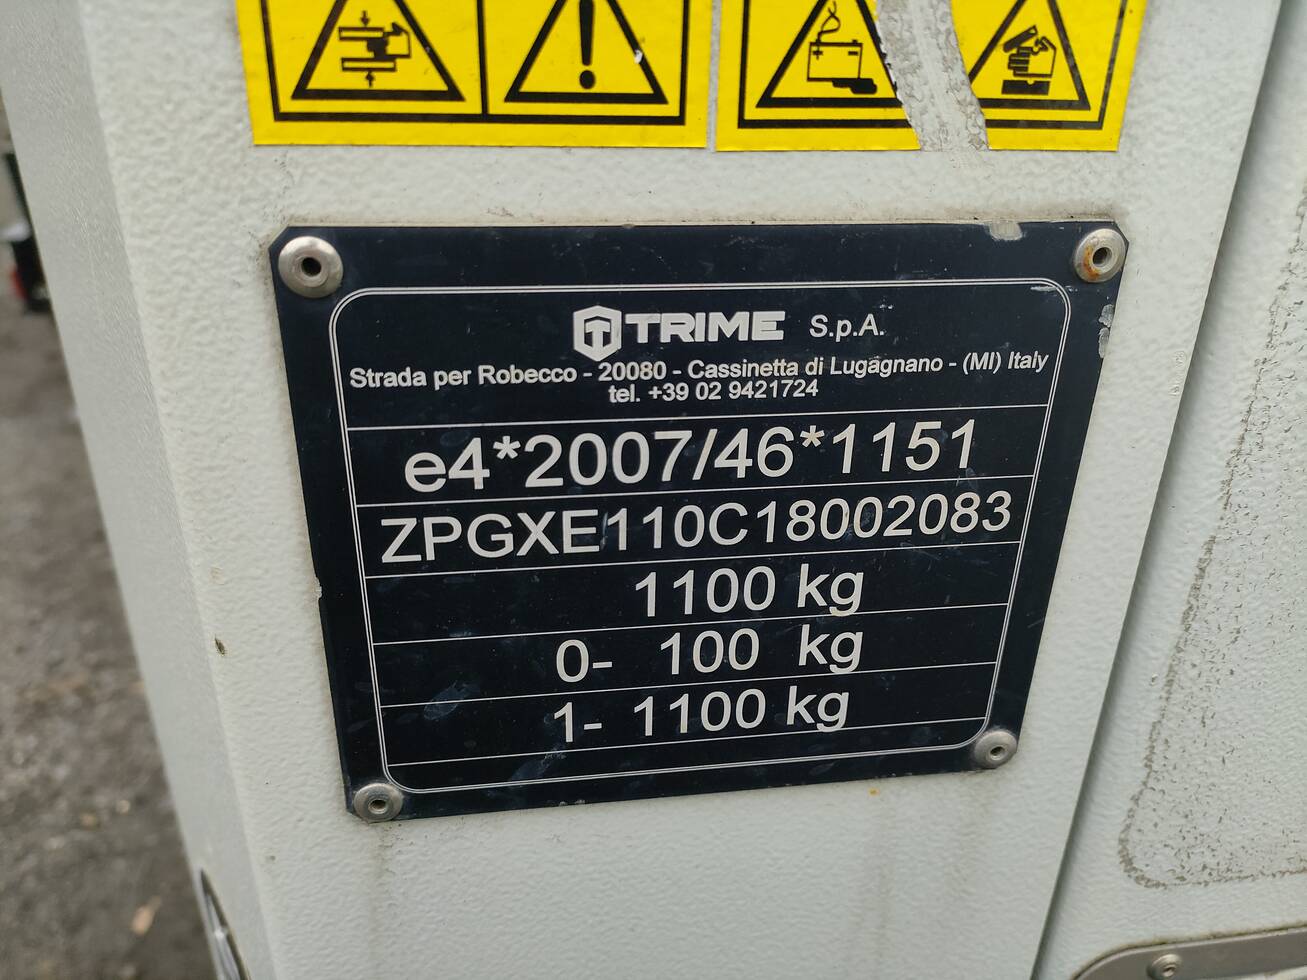 TRIME S.p.A.
Strada per Robecco - 20080 - Cassinetta di Lugagnano - (MI) Italy
tel. +39 02 9421724
e4*2007/46*1151
ZPGXE110C18002083
1100 kg
0- 100 kg
1- 1100 kg